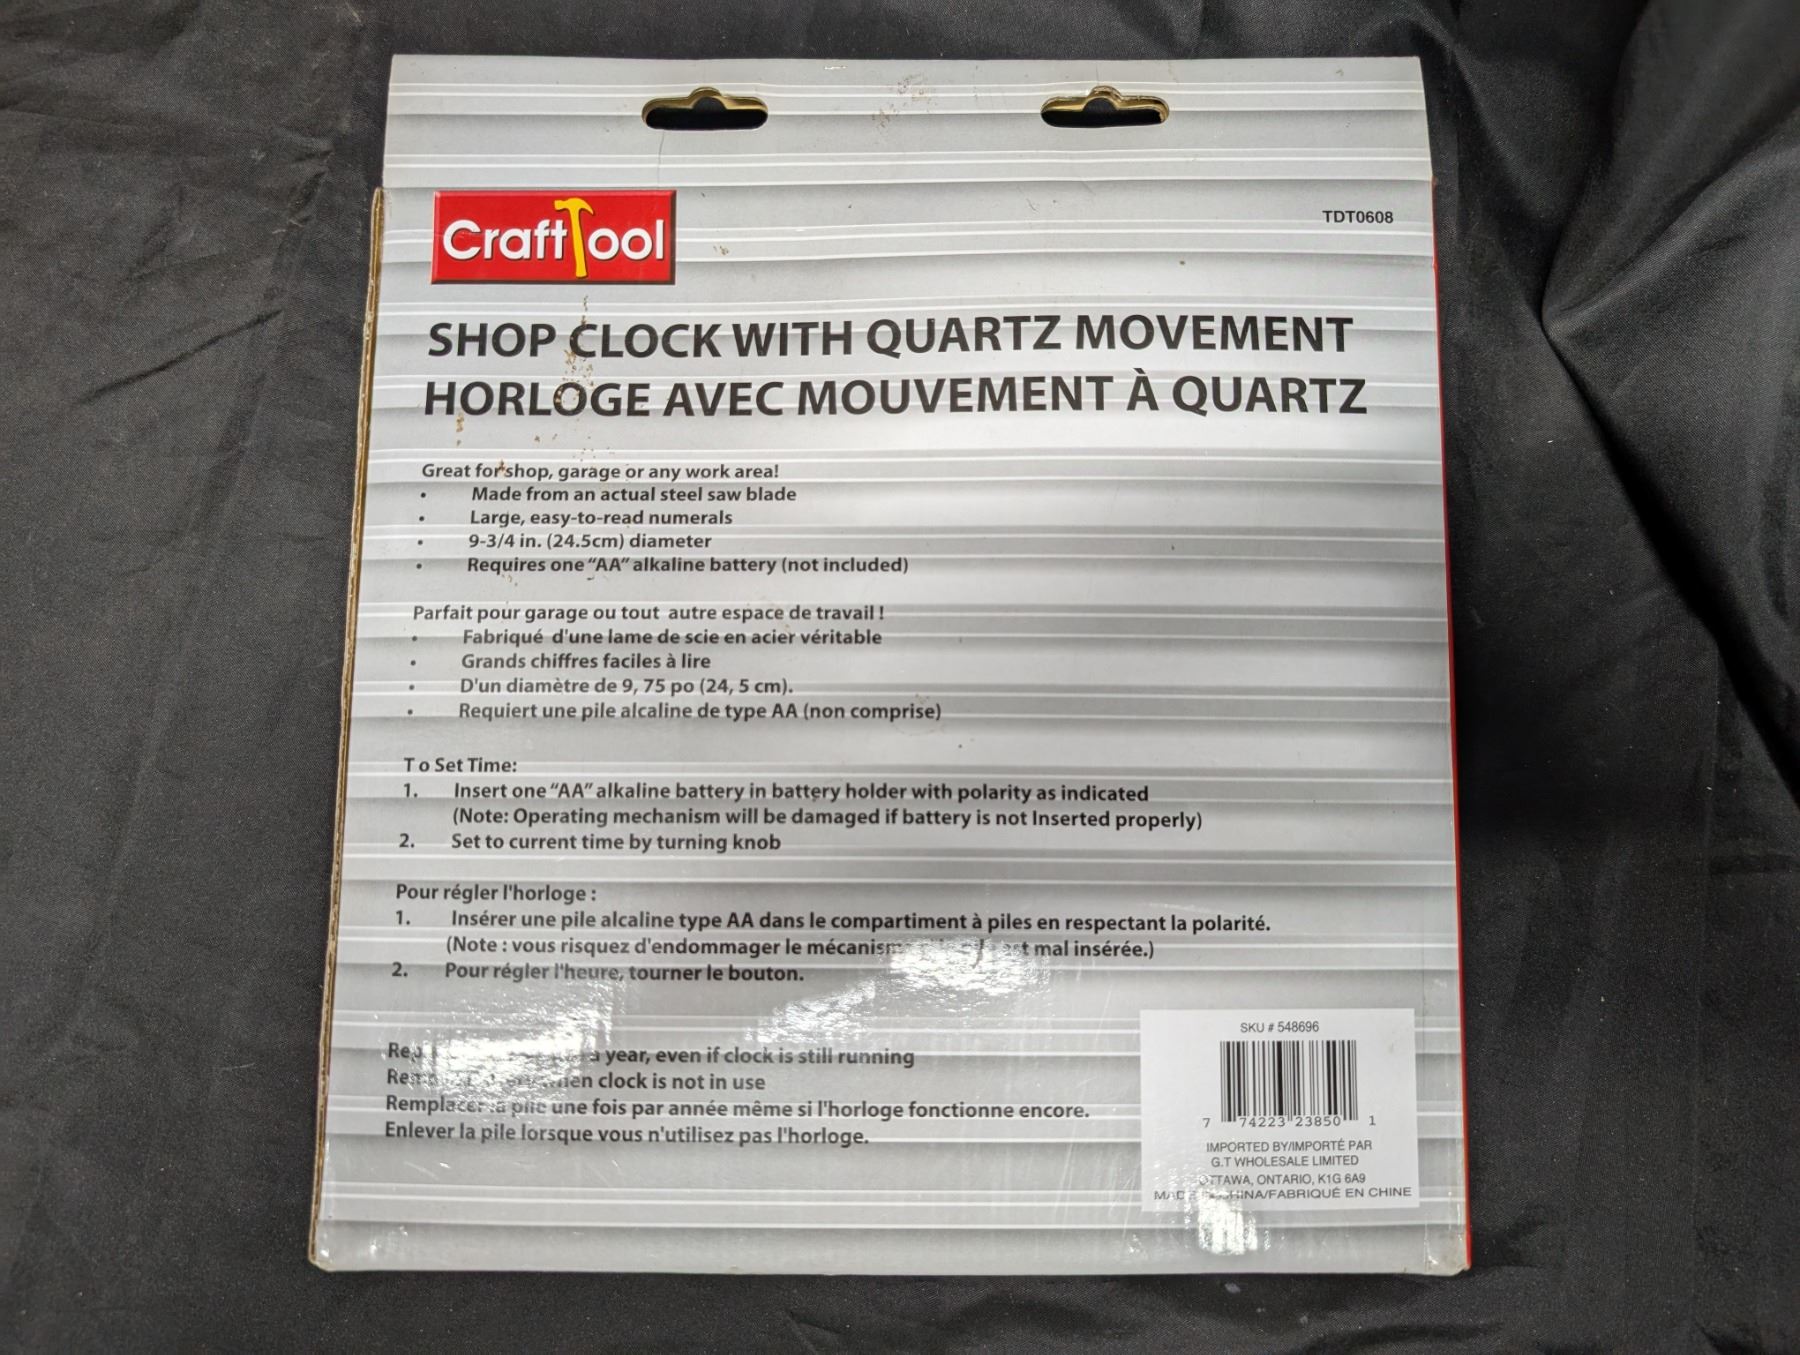 CraftTool
TDT0608
SHOP CLOCK WITH QUARTZ MOVEMENT
HORLOGE AVEC MOUVEMENT À QUARTZ
Great for shop, garage or any work area!
• Made from an actual steel saw blade
• Large, easy-to-read numerals
• 9-3/4 in. (24.5cm) diameter
• Requires one “AA” alkaline battery (not included)
Parfait pour garage ou tout autre espace de travail !
• Fabriqué d'une lame de scie en acier véritable
• Grands chiffres faciles à lire
• D'un diamètre de 9, 75 po (24, 5 cm).
• Requiert une pile alcaline de type AA (non comprise)
To Set Time:
1. Insert one “AA” alkaline battery in battery holder with polarity as indicated
(Note: Operating mechanism will be damaged if battery is not Inserted properly)
2. Set to current time by turning knob
Pour régler l'horloge :
1. Insérer une pile alcaline type AA dans le compartiment à piles en respectant la polarité.
(Note : vous risquez d'endommager le mal insérée.)
2. Pour régler l'heure, tourner le bouton.
a year, even if clock is still running
clock is not in use
Remplacer la pile une fois par année même si l'horloge fonctionne encore.
Enlever la pile lorsque vous n'utilisez pas l'horloge.
SKU # 548696
7 74223 23850 1
IMPORTED BY/IMPORTÉ PAR
G.T WHOLESALE LIMITED
OTTAWA, ONTARIO, K1G 6A9
MADE IN CHINA/FABRIQUÉ EN CHINE